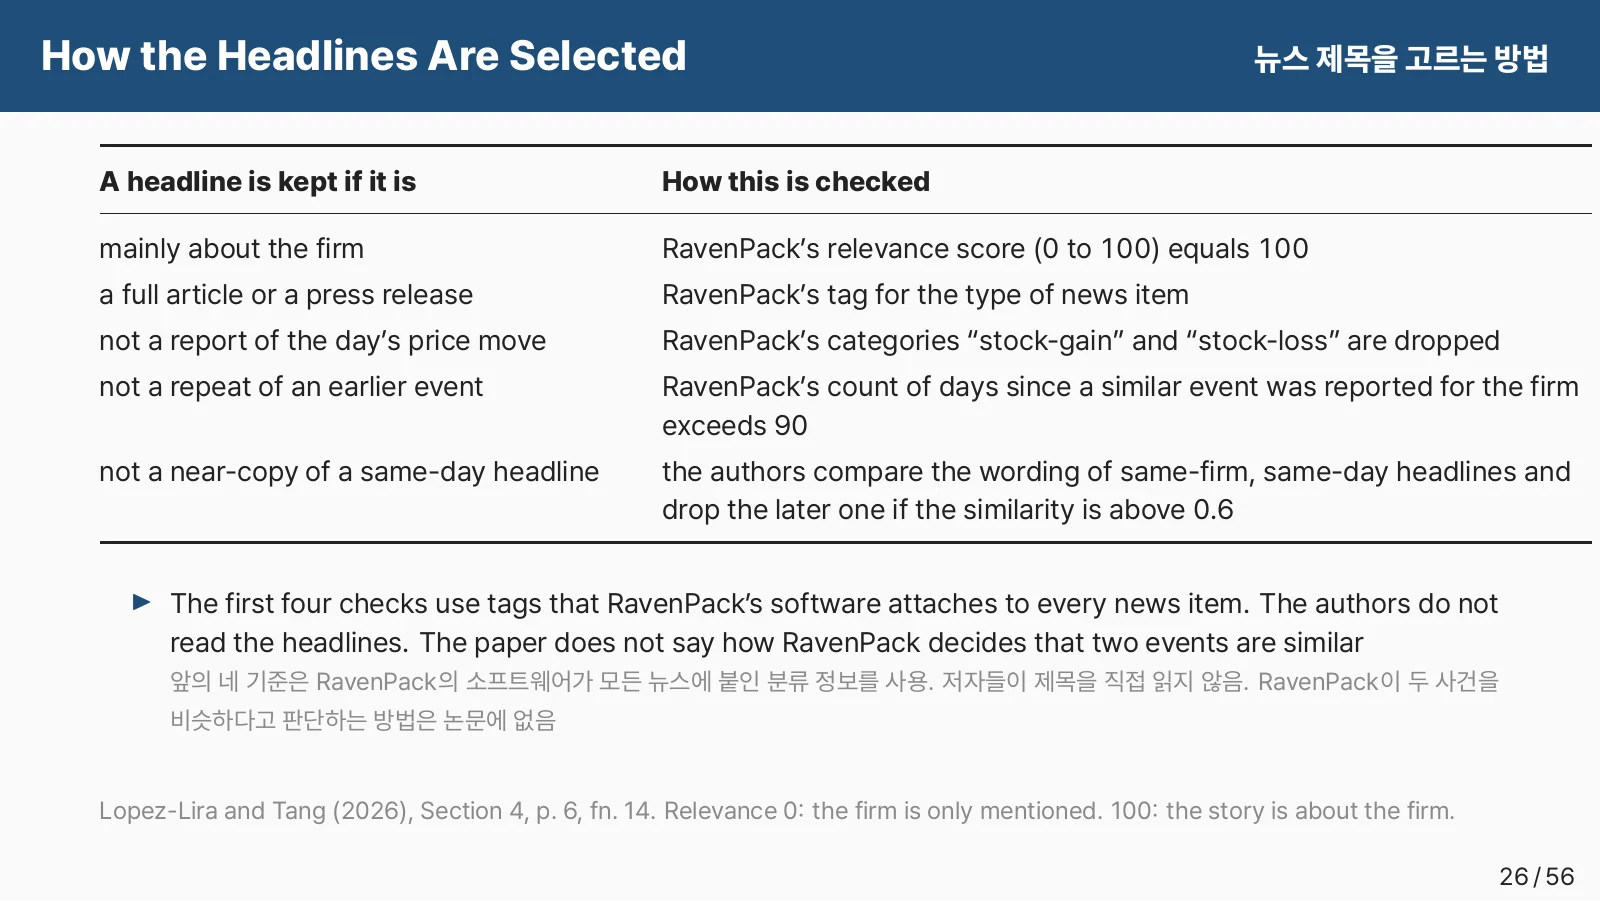 How the Headlines Are Selected
뉴스 제목을 고르는 방법
A headline is kept if it is
How this is checked
mainly about the firm
RavenPack’s relevance score (0 to 100) equals 100
a full article or a press release
RavenPack’s tag for the type of news item
not a report of the day’s price move
RavenPack’s categories “stock-gain” and “stock-loss” are dropped
not a repeat of an earlier event
RavenPack’s count of days since a similar event was reported for the firm
exceeds 90
not a near-copy of a same-day headline
the authors compare the wording of same-firm, same-day headlines and
drop the later one if the similarity is above 0.6
The first four checks use tags that RavenPack’s software attaches to every news item. The authors do not
read the headlines. The paper does not say how RavenPack decides that two events are similar
앞의 네 기준은 RavenPack의 소프트웨어가 모든 뉴스에 붙인 분류 정보를 사용. 저자들이 제목을 직접 읽지 않음. RavenPack이 두 사건을
비슷하다고 판단하는 방법은 논문에 없음
Lopez-Lira and Tang (2026), Section 4, p. 6, fn. 14. Relevance 0: the firm is only mentioned. 100: the story is about the firm.
26 / 56